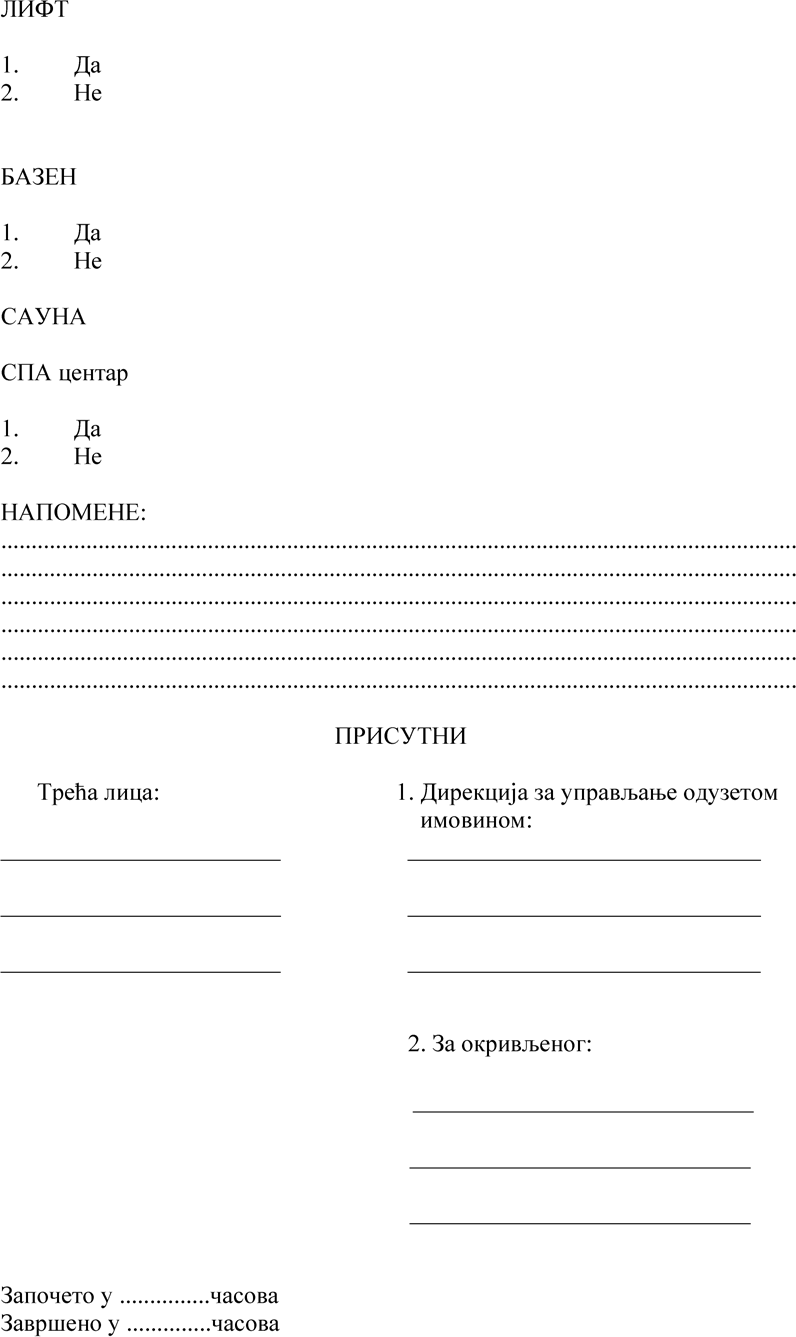 ЛИФТ
1. Да
2. Не
БАЗЕН
1. Да
2. Не
САУНА
СПА центар
1. Да
2. Не
НАПОМЕНЕ:
....................................................................................................................................
....................................................................................................................................
....................................................................................................................................
....................................................................................................................................
....................................................................................................................................
....................................................................................................................................
ПРИСУТНИ
Трећа лица:
1. Дирекција за управљање одузетом
имовином:
2. За окривљеног:
Започето у ...............часова
Завршено у ..............часова